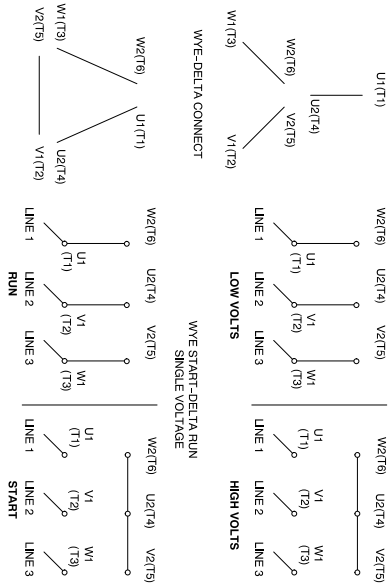 U1(T1)
U2(T4)
W2(T6) V2(T5)
W1(T3) V1(T2)
WYE-DELTA CONNECT
W2(T6) U1(T1)
W1(T3) U2(T4)
V2(T5) V1(T2)
W2(T6) U2(T4) V2(T5)
U1 V1 W1
(T1) (T2) (T3)
LINE 1 LINE 2 LINE 3
LOW VOLTS
W2(T6) U2(T4) V2(T5)
U1 V1 W1
(T1) (T2) (T3)
LINE 1 LINE 2 LINE 3
HIGH VOLTS
WYE START-DELTA RUN
SINGLE VOLTAGE
W2(T6) U2(T4) V2(T5)
U1 V1 W1
(T1) (T2) (T3)
LINE 1 LINE 2 LINE 3
RUN
W2(T6) U2(T4) V2(T5)
U1 V1 W1
(T1) (T2) (T3)
LINE 1 LINE 2 LINE 3
START